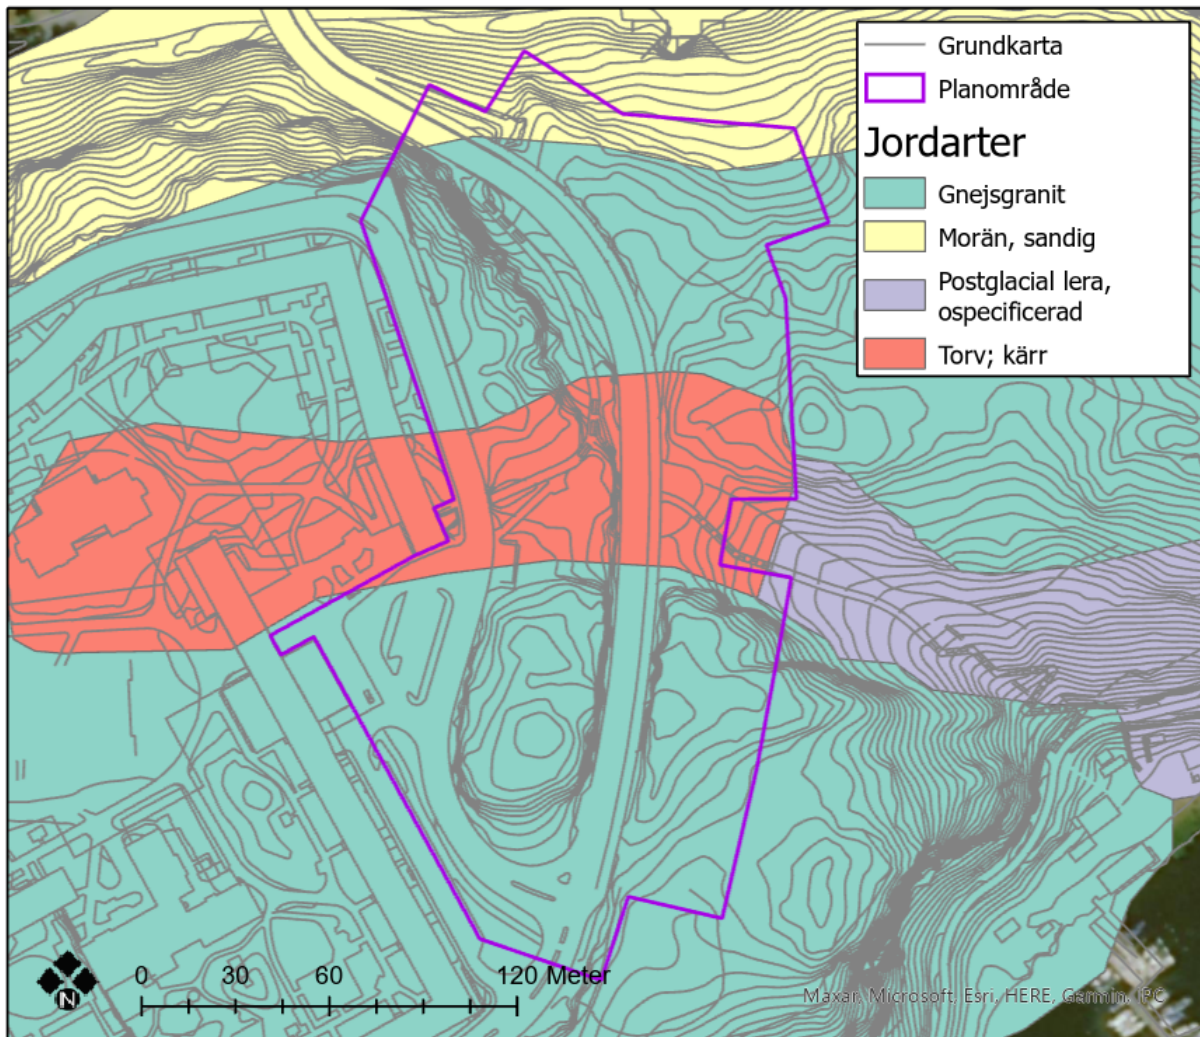 Grundkarta
Planområde
Jordarter
Gnejsgranit
Morän, sandig
Postglacial lera,
ospecificerad
Torv; kärr
N
0 30 60 120 Meter
Maxar, Microsoft, Esri, HERE, Garmin, iPC